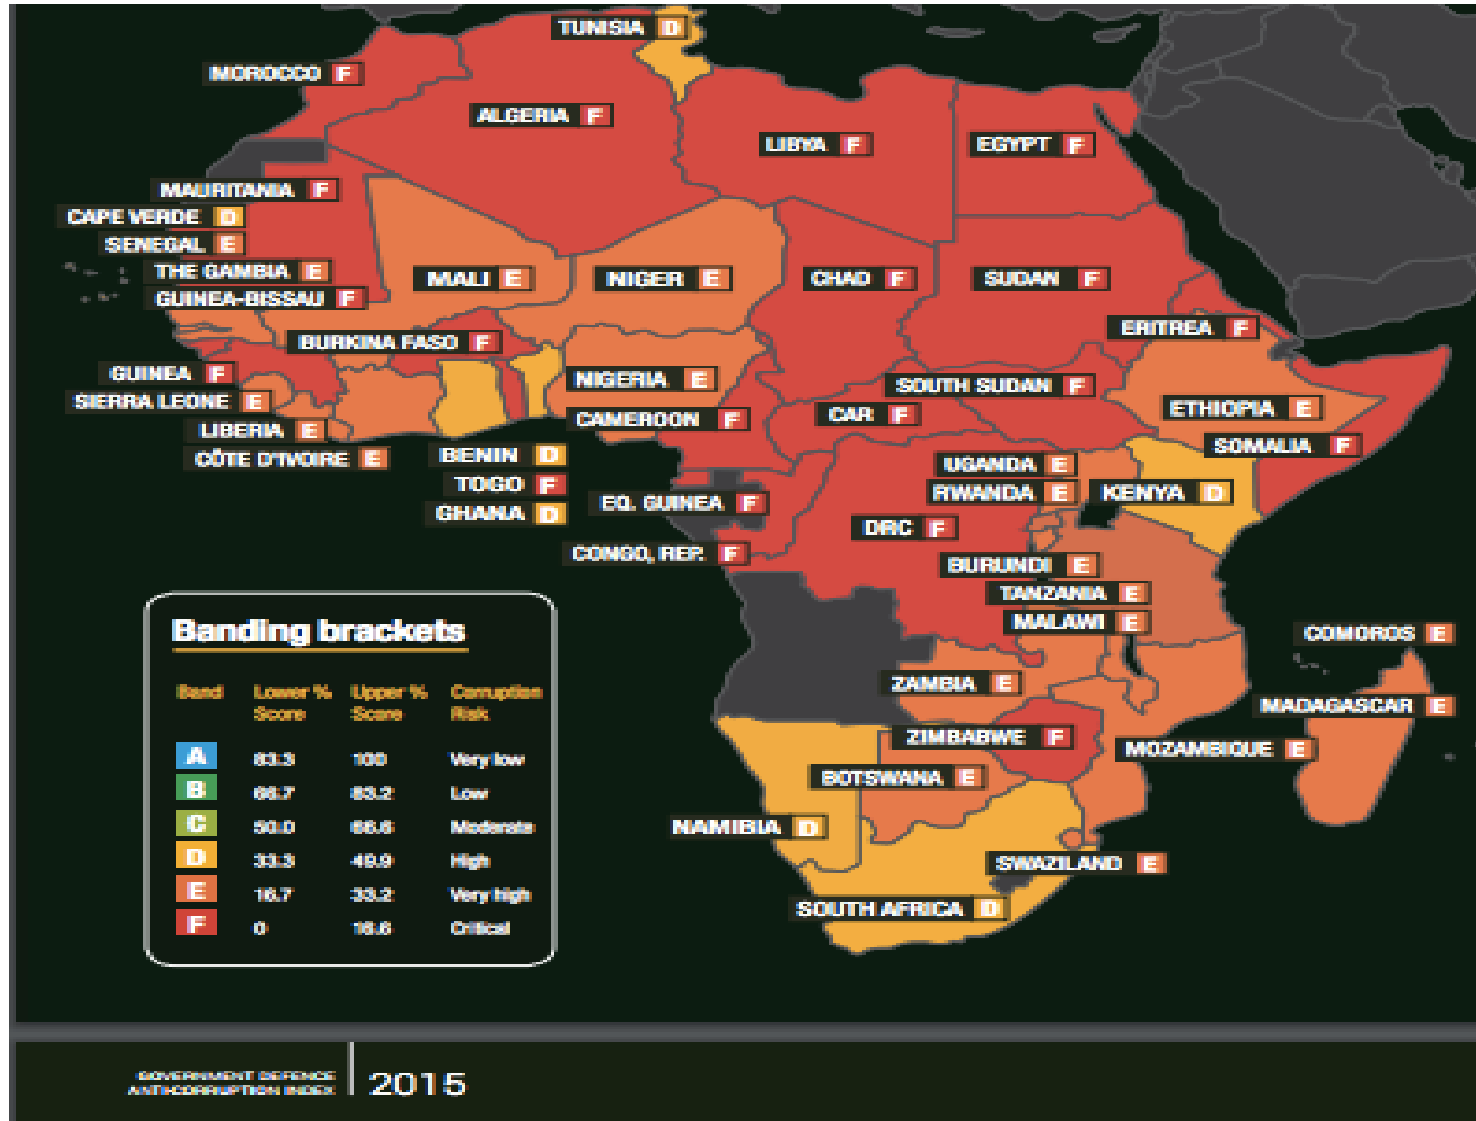 TUNISIA D
MOROCCO F
ALGERIA F
LIBYA F
EGYPT F
MAURITANIA F
CAPE VERDE D
SENEGAL E
THE GAMBIA E
GUINEA-BISSAU F
MALI E
NIGER E
CHAD F
SUDAN F
ERITREA F
BURKINA FASO F
GUINEA F
SIERRA LEONE E
LIBERIA E
CÔTE D'IVOIRE E
NIGERIA E
CAMEROON F
SOUTH SUDAN F
CAR F
ETHIOPIA E
SOMALIA F
BENIN D
TOGO F
GHANA D
EQ. GUINEA F
CONGO, REP. F
UGANDA E
RWANDA E
KENYA D
DRC F
BURUNDI E
TANZANIA E
MALAWI E
COMOROS E
ZAMBIA E
MADAGASCAR E
ZIMBABWE F
MOZAMBIQUE E
BOTSWANA E
NAMIBIA D
SWAZILAND E
SOUTH AFRICA D
Banding brackets
Band Lower % Score Upper % Score Corruption Risk
A 83.3 100 Very low
B 66.7 83.2 Low
C 50.0 66.6 Moderate
D 33.3 49.9 High
E 16.7 33.2 Very high
F 0 16.6 Critical
GOVERNMENT DEFENCE
ANTI-CORRUPTION INDEX
2015